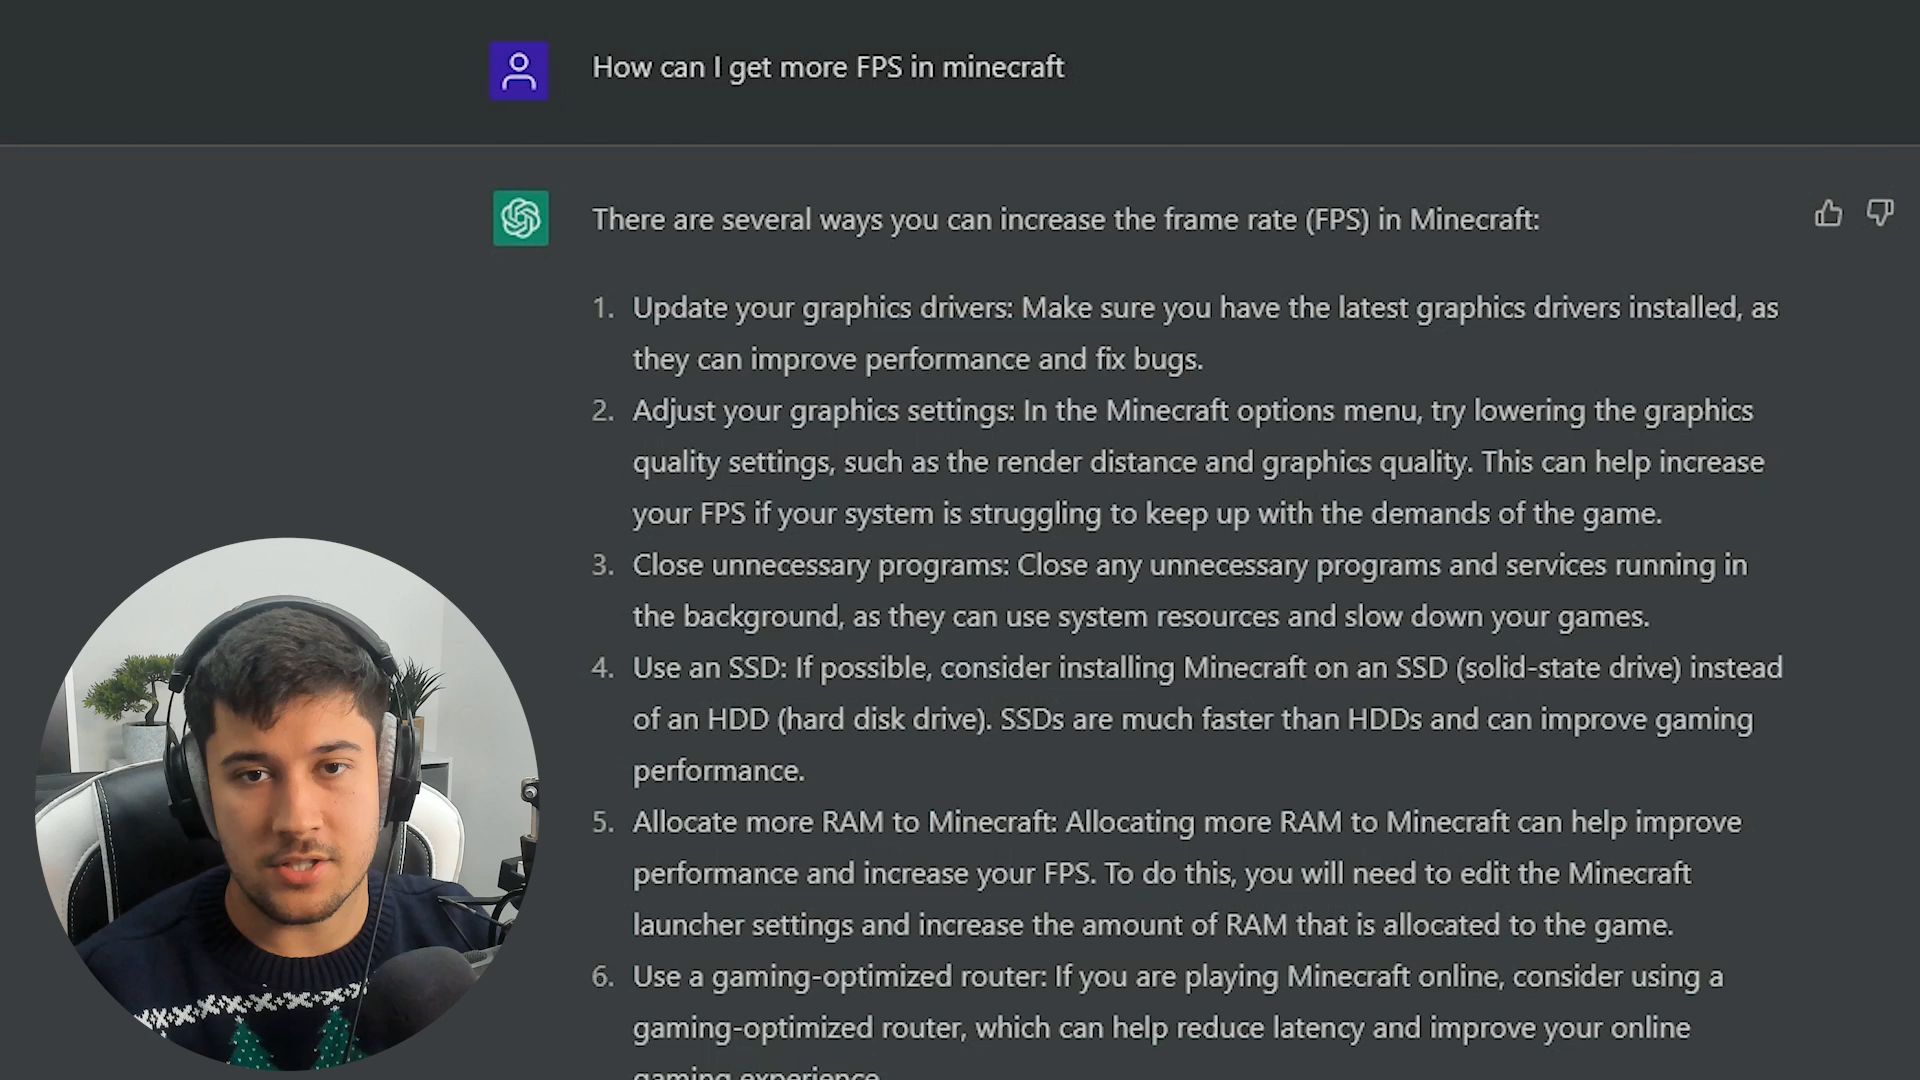 How can I get more FPS in minecraft
There are several ways you can increase the frame rate (FPS) in Minecraft:
1. Update your graphics drivers: Make sure you have the latest graphics drivers installed, as
they can improve performance and fix bugs.
2. Adjust your graphics settings: In the Minecraft options menu, try lowering the graphics
quality settings, such as the render distance and graphics quality. This can help increase
your FPS if your system is struggling to keep up with the demands of the game.
3. Close unnecessary programs: Close any unnecessary programs and services running in
the background, as they can use system resources and slow down your games.
4. Use an SSD: If possible, consider installing Minecraft on an SSD (solid-state drive) instead
of an HDD (hard disk drive). SSDs are much faster than HDDs and can improve gaming
performance.
5. Allocate more RAM to Minecraft: Allocating more RAM to Minecraft can help improve
performance and increase your FPS. To do this, you will need to edit the Minecraft
launcher settings and increase the amount of RAM that is allocated to the game.
6. Use a gaming-optimized router: If you are playing Minecraft online, consider using a
gaming-optimized router, which can help reduce latency and improve your online
gaming experience.